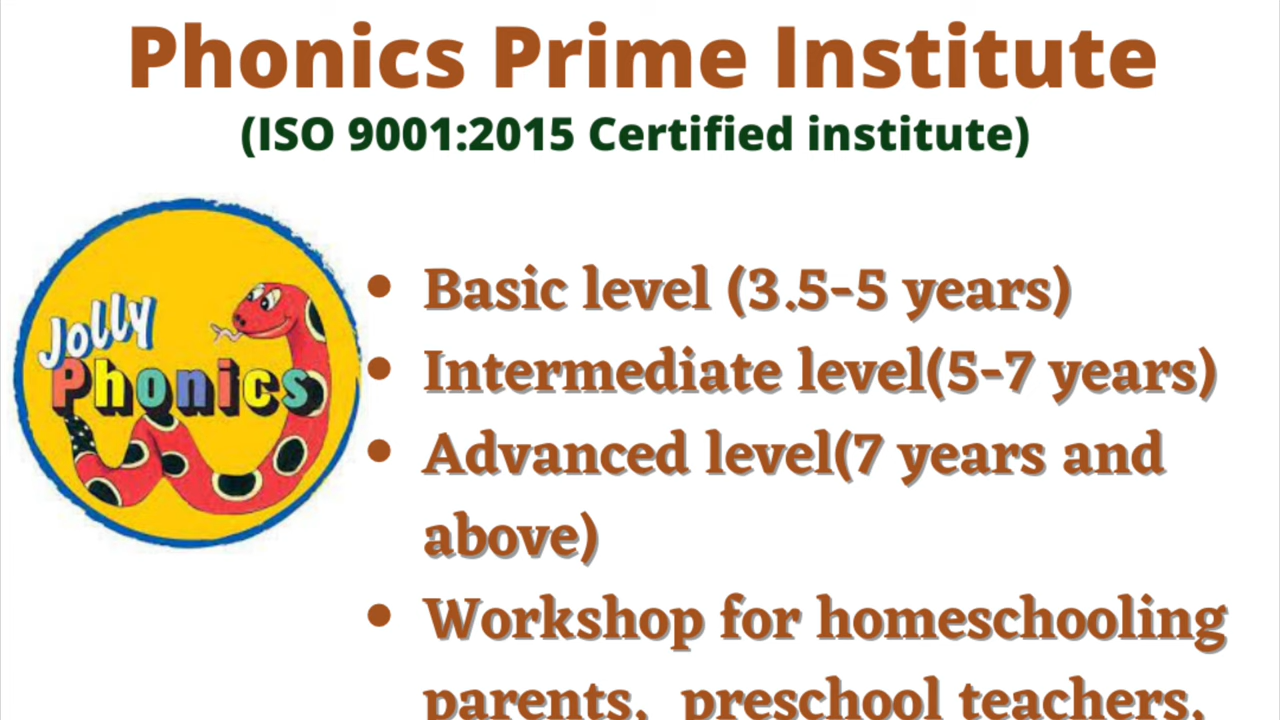 Phonics Prime Institute
(ISO 9001:2015 Certified institute)
Jolly
Phonics
• Basic level (3.5-5 years)
• Intermediate level(5-7 years)
• Advanced level(7 years and
above)
• Workshop for homeschooling
parents, preschool teachers,